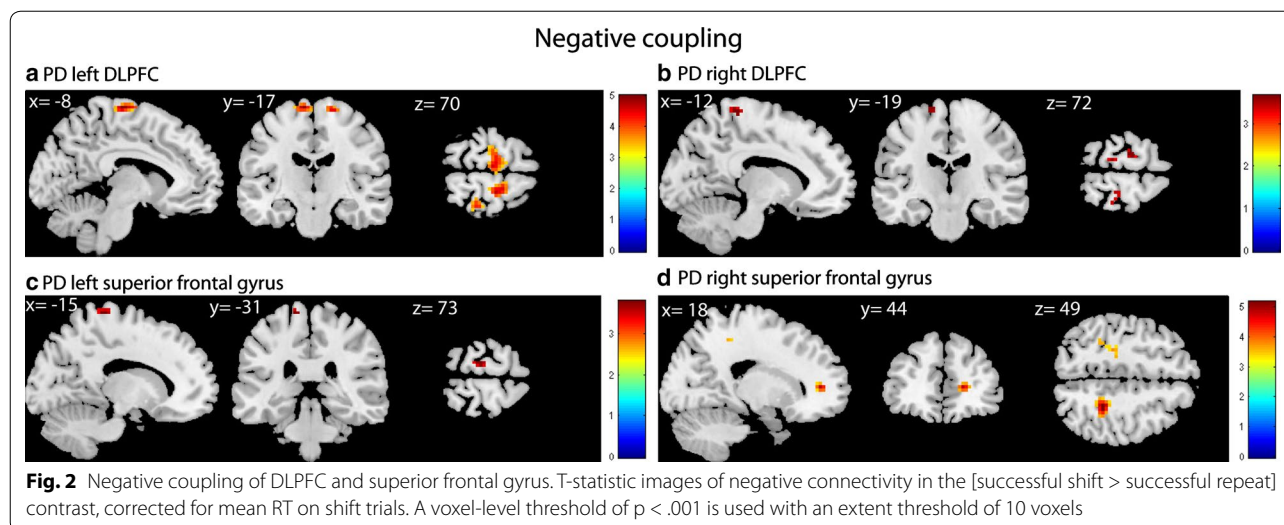 Negative coupling
a PD left DLPFC
x= -8 y= -17 z= 70
5
4
3
2
1
0
b PD right DLPFC
x= -12 y= -19 z= 72
3
2
1
0
c PD left superior frontal gyrus
x= -15 y= -31 z= 73
3
2
1
0
d PD right superior frontal gyrus
x= 18 y= 44 z= 49
5
4
3
2
1
0
Fig. 2 Negative coupling of DLPFC and superior frontal gyrus. T-statistic images of negative connectivity in the [successful shift > successful repeat]
contrast, corrected for mean RT on shift trials. A voxel-level threshold of p < .001 is used with an extent threshold of 10 voxels